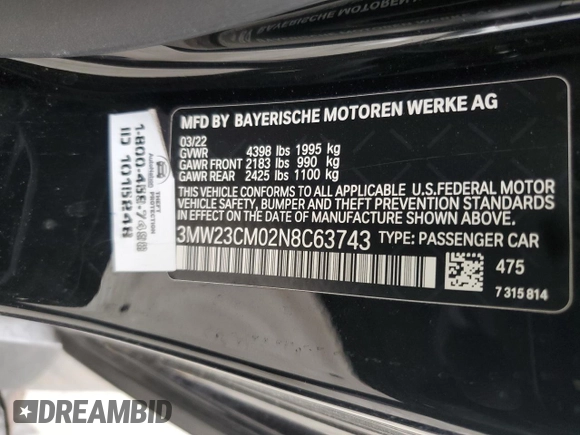 MFD BY BAYERISCHE MOTOREN WERKE AG
03/22
GVWR 4398 lbs 1995 kg
GAWR FRONT 2183 lbs 990 kg
GAWR REAR 2425 lbs 1100 kg
THIS VEHICLE CONFORMS TO ALL APPLICABLE U.S.FEDERAL MOTOR
VEHICLE SAFETY, BUMPER AND THEFT PREVENTION STANDARDS
IN EFFECT ON THE DATE OF MANUFACTURE SHOWN ABOVE.
3MW23CM02N8C63743 TYPE: PASSENGER CAR
475
7 315 814
THEFT
PROTECTION
DREAMBID